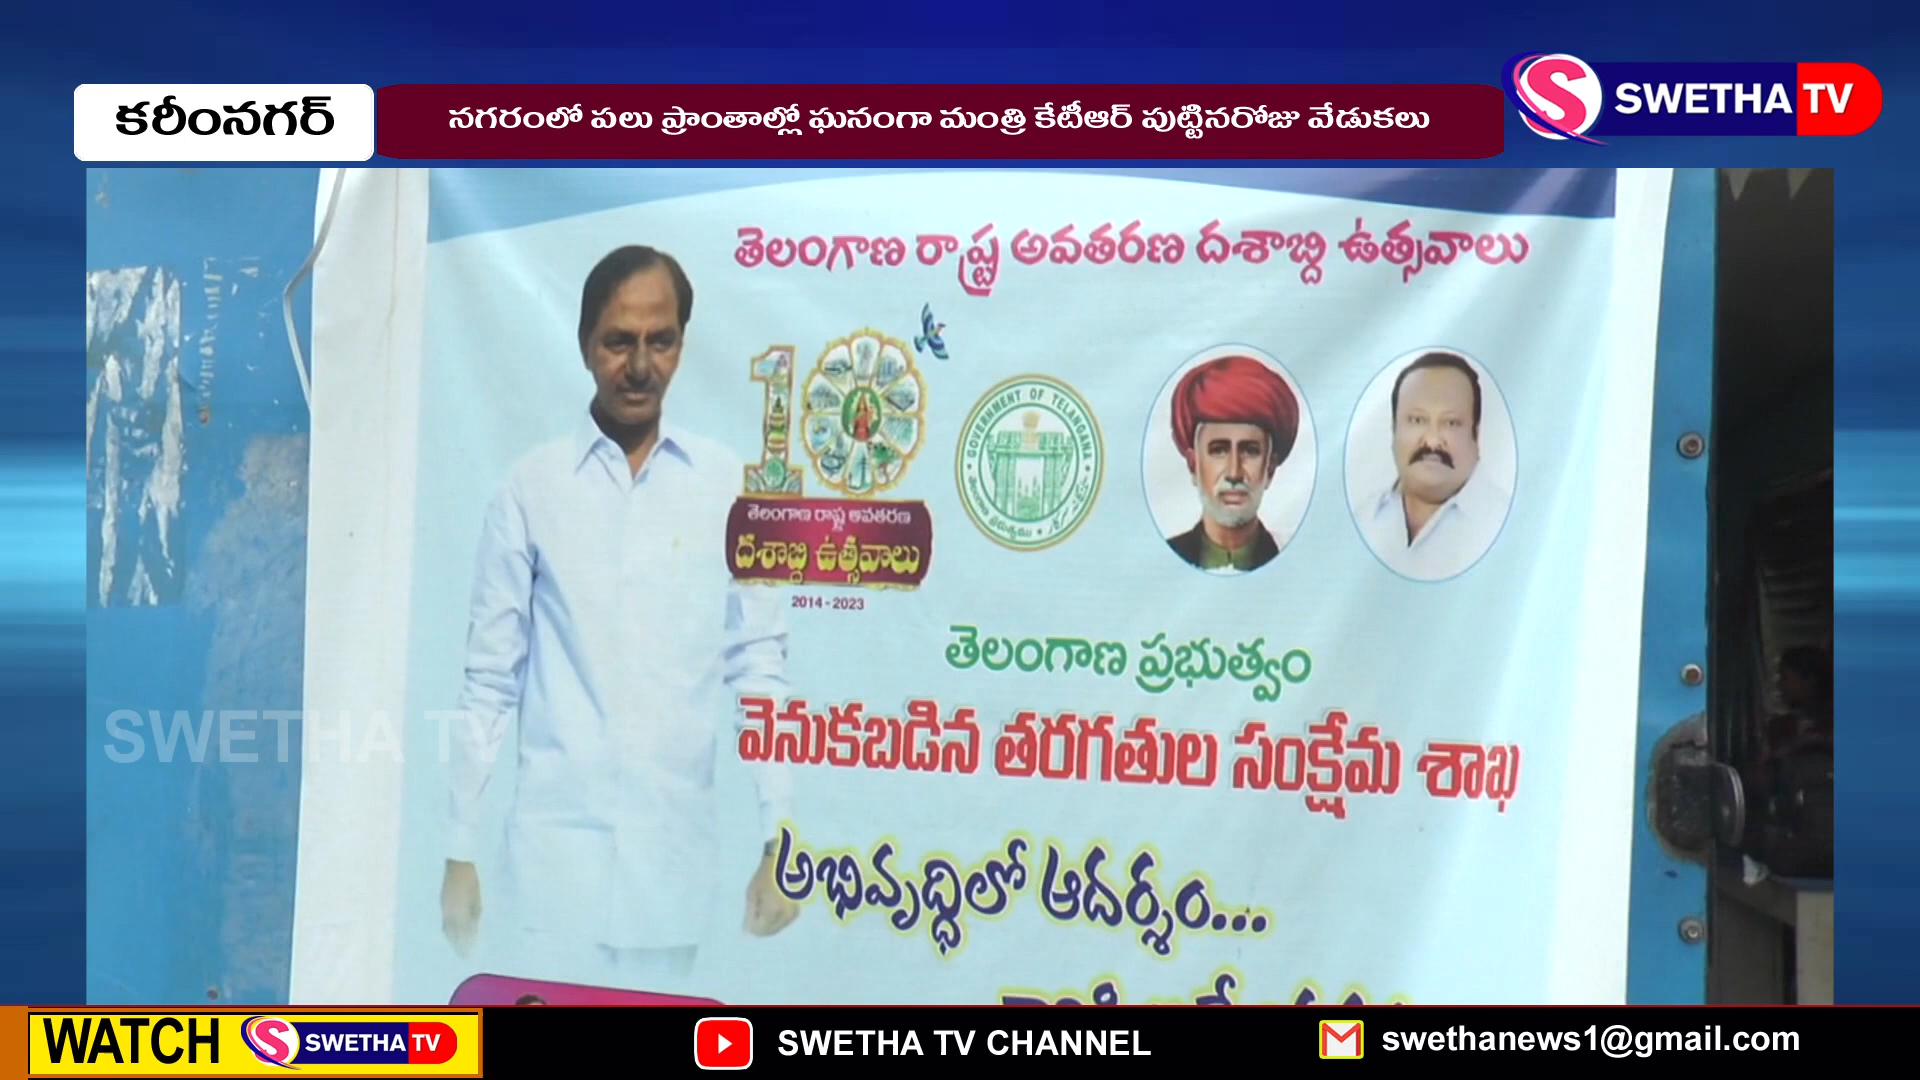 కరీంనగర్
నగరంలో పలు ప్రాంతాల్లో ఘనంగా మంత్రి కేటీఆర్ పుట్టినరోజు వేడుకలు
SWETHA TV
తెలంగాణ రాష్ట్ర అవతరణ దశాబ్ది ఉత్సవాలు
10
GOVERNMENT OF TELANGANA
తెలంగాణ రాష్ట్ర అవతరణ
దశాబ్ది ఉత్సవాలు
2014 - 2023
తెలంగాణ ప్రభుత్వం
వెనుకబడిన తరగతుల సంక్షేమ శాఖ
SWETHA TV
అభివృద్ధిలో ఆదర్శం...
WATCH SWETHA TV
SWETHA TV CHANNEL
swethanews1@gmail.com